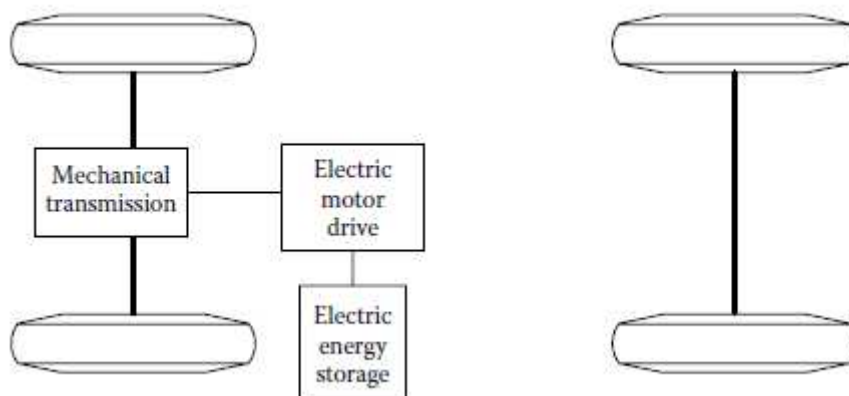 Mechanical
transmission
Electric
motor
drive
Electric
energy
storage